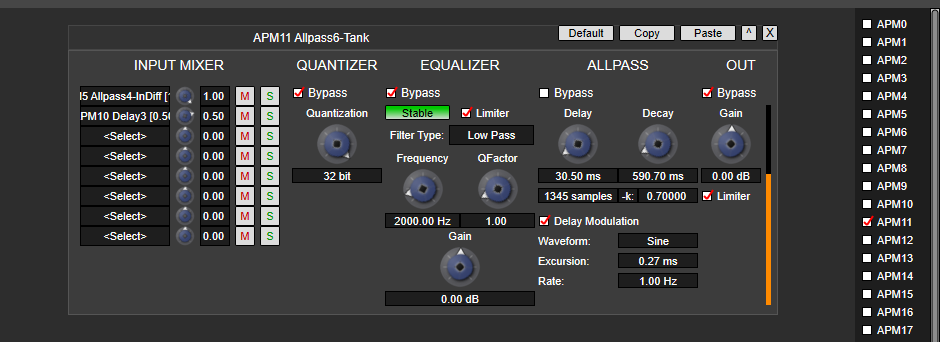 APM11 Allpass6-Tank Default Copy Paste ^ X
INPUT MIXER QUANTIZER EQUALIZER ALLPASS OUT
I5 Allpass4-InDiff [1 1.00 M S
PM10 Delay3 [0.50 0.50 M S
<Select> 0.00 M S
<Select> 0.00 M S
<Select> 0.00 M S
<Select> 0.00 M S
<Select> 0.00 M S
<Select> 0.00 M S
Bypass
Quantization
32 bit
Bypass
Stable Limiter
Filter Type: Low Pass
Frequency QFactor
2000.00 Hz 1.00
Gain
0.00 dB
Bypass
Delay Decay
30.50 ms 590.70 ms
1345 samples -k: 0.70000
Delay Modulation
Waveform: Sine
Excursion: 0.27 ms
Rate: 1.00 Hz
Bypass
Gain
0.00 dB
Limiter
APM0
APM1
APM2
APM3
APM4
APM5
APM6
APM7
APM8
APM9
APM10
APM11
APM12
APM13
APM14
APM15
APM16
APM17